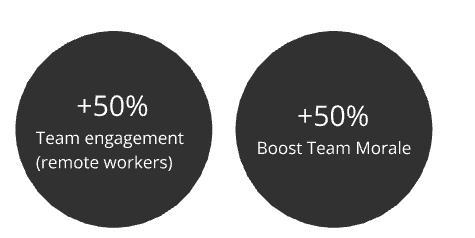 +50%
Team engagement
(remote workers)
+50%
Boost Team Morale